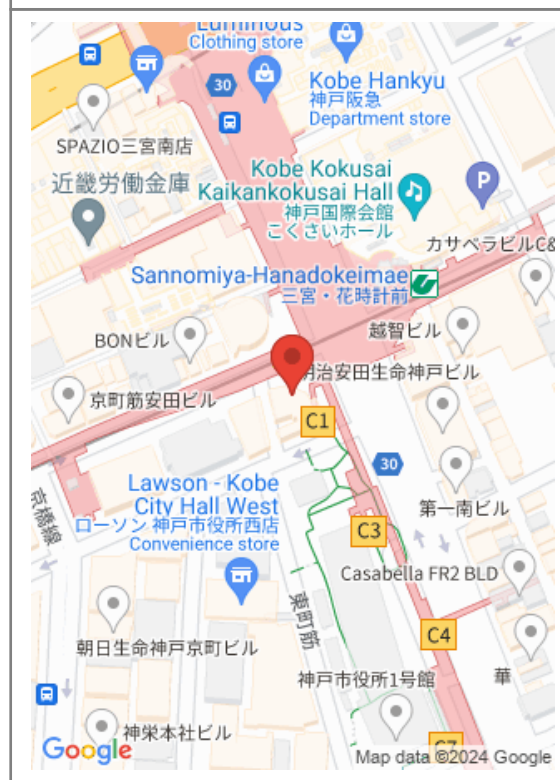 Luminous
Clothing store
30
Kobe Hankyu
神戸阪急
Department store
SPAZIO三宮南店
近畿労働金庫
Kobe Kokusai
Kaikankokusai Hall
神戸国際会館
こくさいホール
P
カサベラビルC&
Sannomiya-Hanadokeimae
三宮・花時計前
BONビル
越智ビル
明治安田生命神戸ビル
京町筋安田ビル
C1
30
京橋線
Lawson - Kobe
City Hall West
ローソン 神戸市役所西店
Convenience store
第一南ビル
C3
Casabella FR2 BLD
東町筋
C4
朝日生命神戸京町ビル
神戸市役所1号館
華
神栄本社ビル
C7
Google
Map data ©2024 Google